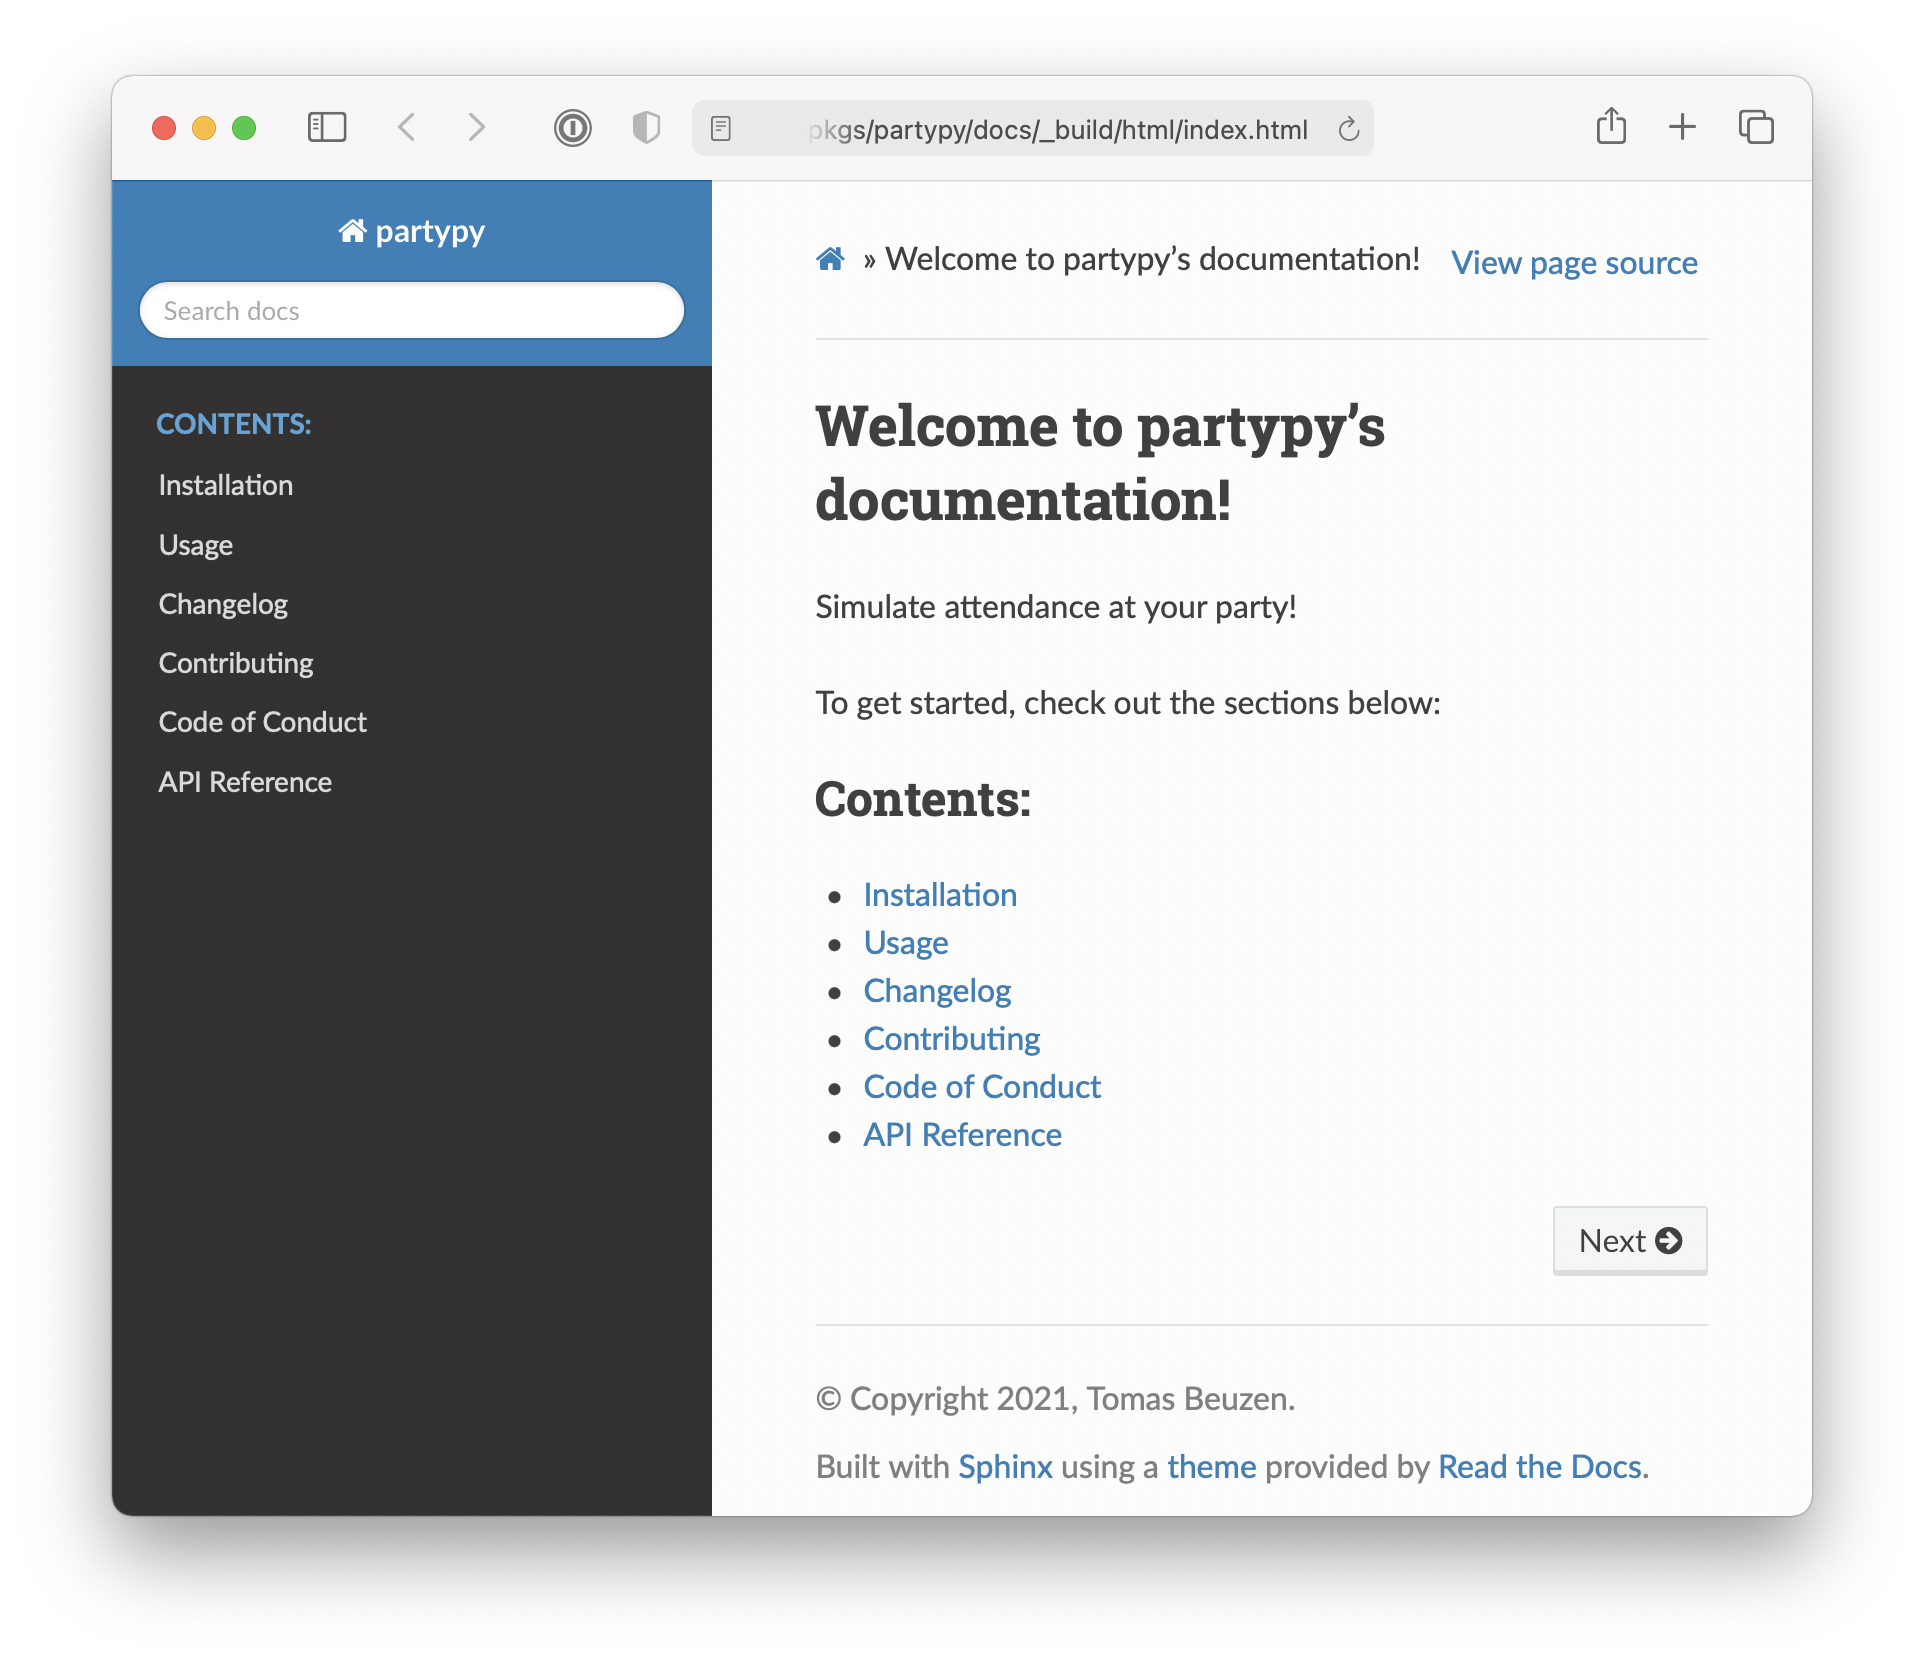 pkgs/partypy/docs/_build/html/index.html
partypy
Search docs
CONTENTS:
Installation
Usage
Changelog
Contributing
Code of Conduct
API Reference
» Welcome to partypy’s documentation! View page source
Welcome to partypy’s
documentation!
Simulate attendance at your party!
To get started, check out the sections below:
Contents:
• Installation
• Usage
• Changelog
• Contributing
• Code of Conduct
• API Reference
Next
© Copyright 2021, Tomas Beuzen.
Built with Sphinx using a theme provided by Read the Docs.